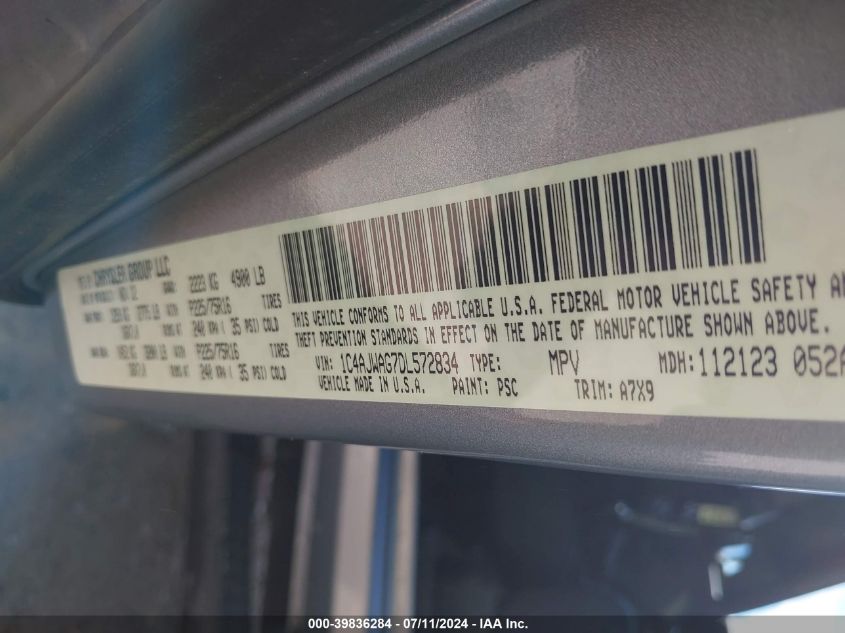 MFD BY CHRYSLER GROUP LLC
2223 KG 4900 LB
P225/75R16 TIRES
240 KPA ( 35 PSI) COLD
P225/75R16 TIRES
240 KPA ( 35 PSI) COLD
THIS VEHICLE CONFORMS TO ALL APPLICABLE U.S.A. FEDERAL MOTOR VEHICLE SAFETY AN
THEFT PREVENTION STANDARDS IN EFFECT ON THE DATE OF MANUFACTURE SHOWN ABOVE.
VIN: 1C4AJWAG7DL572834 TYPE: MPV MDH: 112123 052A
VEHICLE MADE IN U.S.A. PAINT: PSC TRIM: A7X9
000-39836284 - 07/11/2024 - IAA Inc.